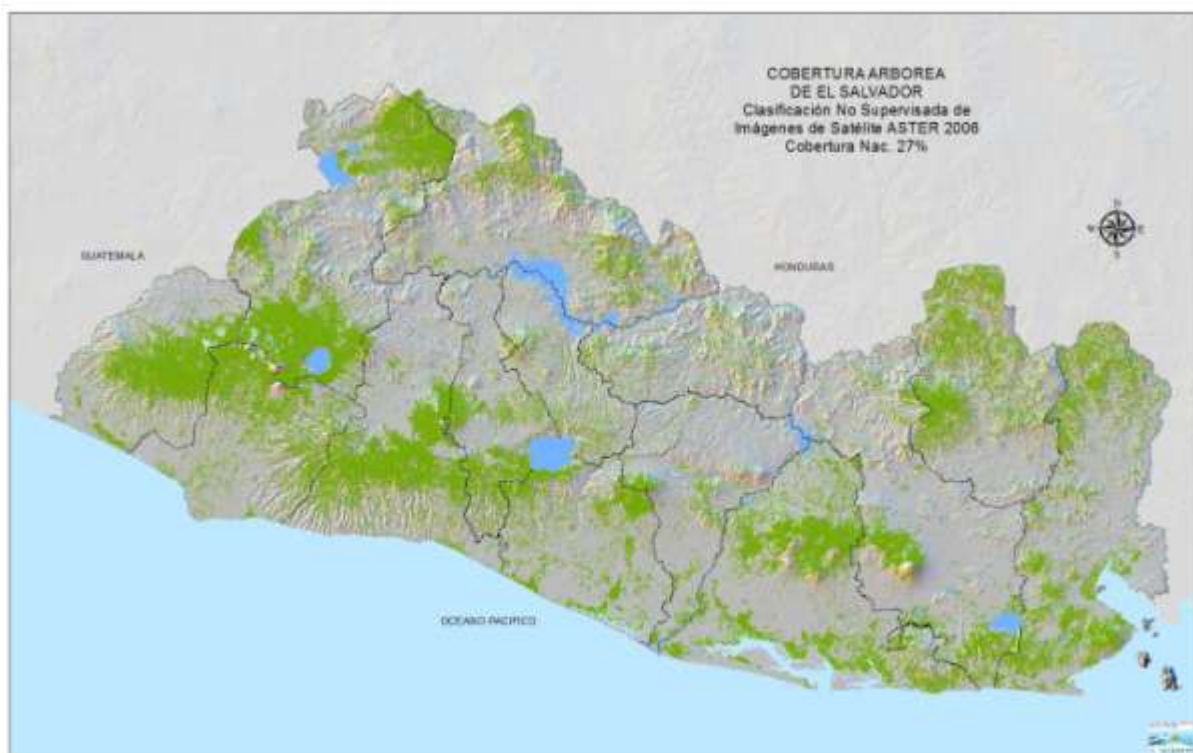 COBERTURA ARBOREA
DE EL SALVADOR
Clasificación No Supervisada de
Imágenes de Satélite ASTER 2006
Cobertura Nac. 27%
N
W E
S
GUATEMALA
HONDURAS
OCEANO PACIFICO